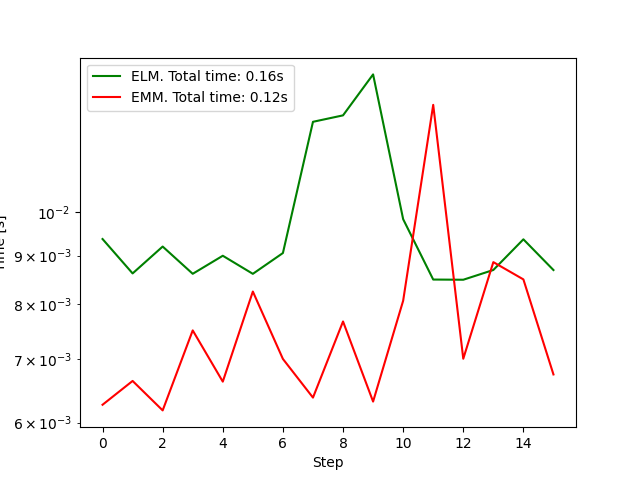 ELM. Total time: 0.16s
EMM. Total time: 0.12s
Time [s]
10⁻²
9 × 10⁻³
8 × 10⁻³
7 × 10⁻³
6 × 10⁻³
0 2 4 6 8 10 12 14
Step